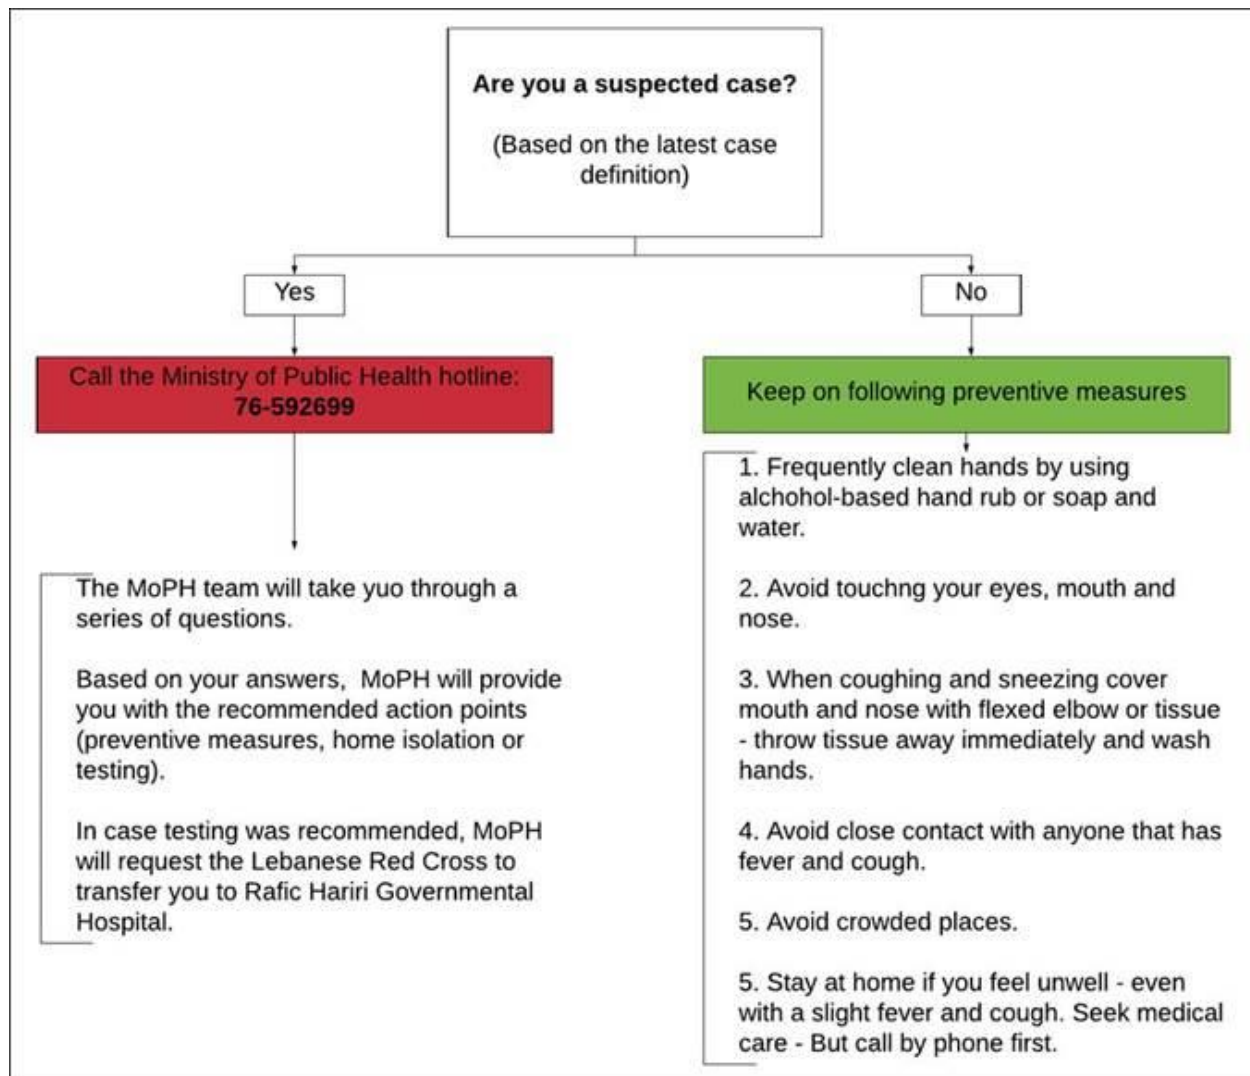 Are you a suspected case?
(Based on the latest case
definition)
Yes
No
Call the Ministry of Public Health hotline:
76-592699
The MoPH team will take yuo through a
series of questions.
Based on your answers,  MoPH will provide
you with the recommended action points
(preventive measures, home isolation or
testing).
In case testing was recommended, MoPH
will request the Lebanese Red Cross to
transfer you to Rafic Hariri Governmental
Hospital.
Keep on following preventive measures
1. Frequently clean hands by using
alchohol-based hand rub or soap and
water.
2. Avoid touchng your eyes, mouth and
nose.
3. When coughing and sneezing cover
mouth and nose with flexed elbow or tissue
- throw tissue away immediately and wash
hands.
4. Avoid close contact with anyone that has
fever and cough.
5. Avoid crowded places.
5. Stay at home if you feel unwell - even
with a slight fever and cough. Seek medical
care - But call by phone first.